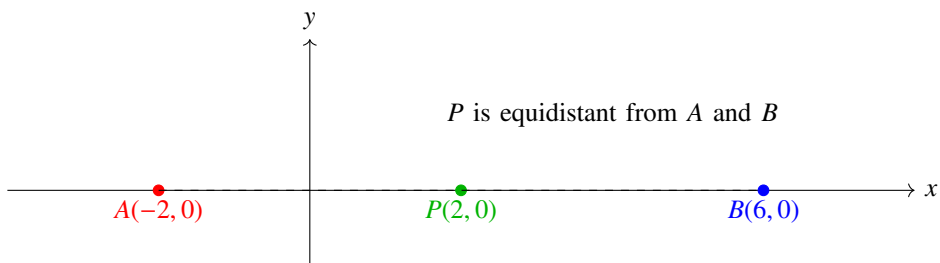 y
P is equidistant from A and B
x
A(−2, 0)
P(2, 0)
B(6, 0)